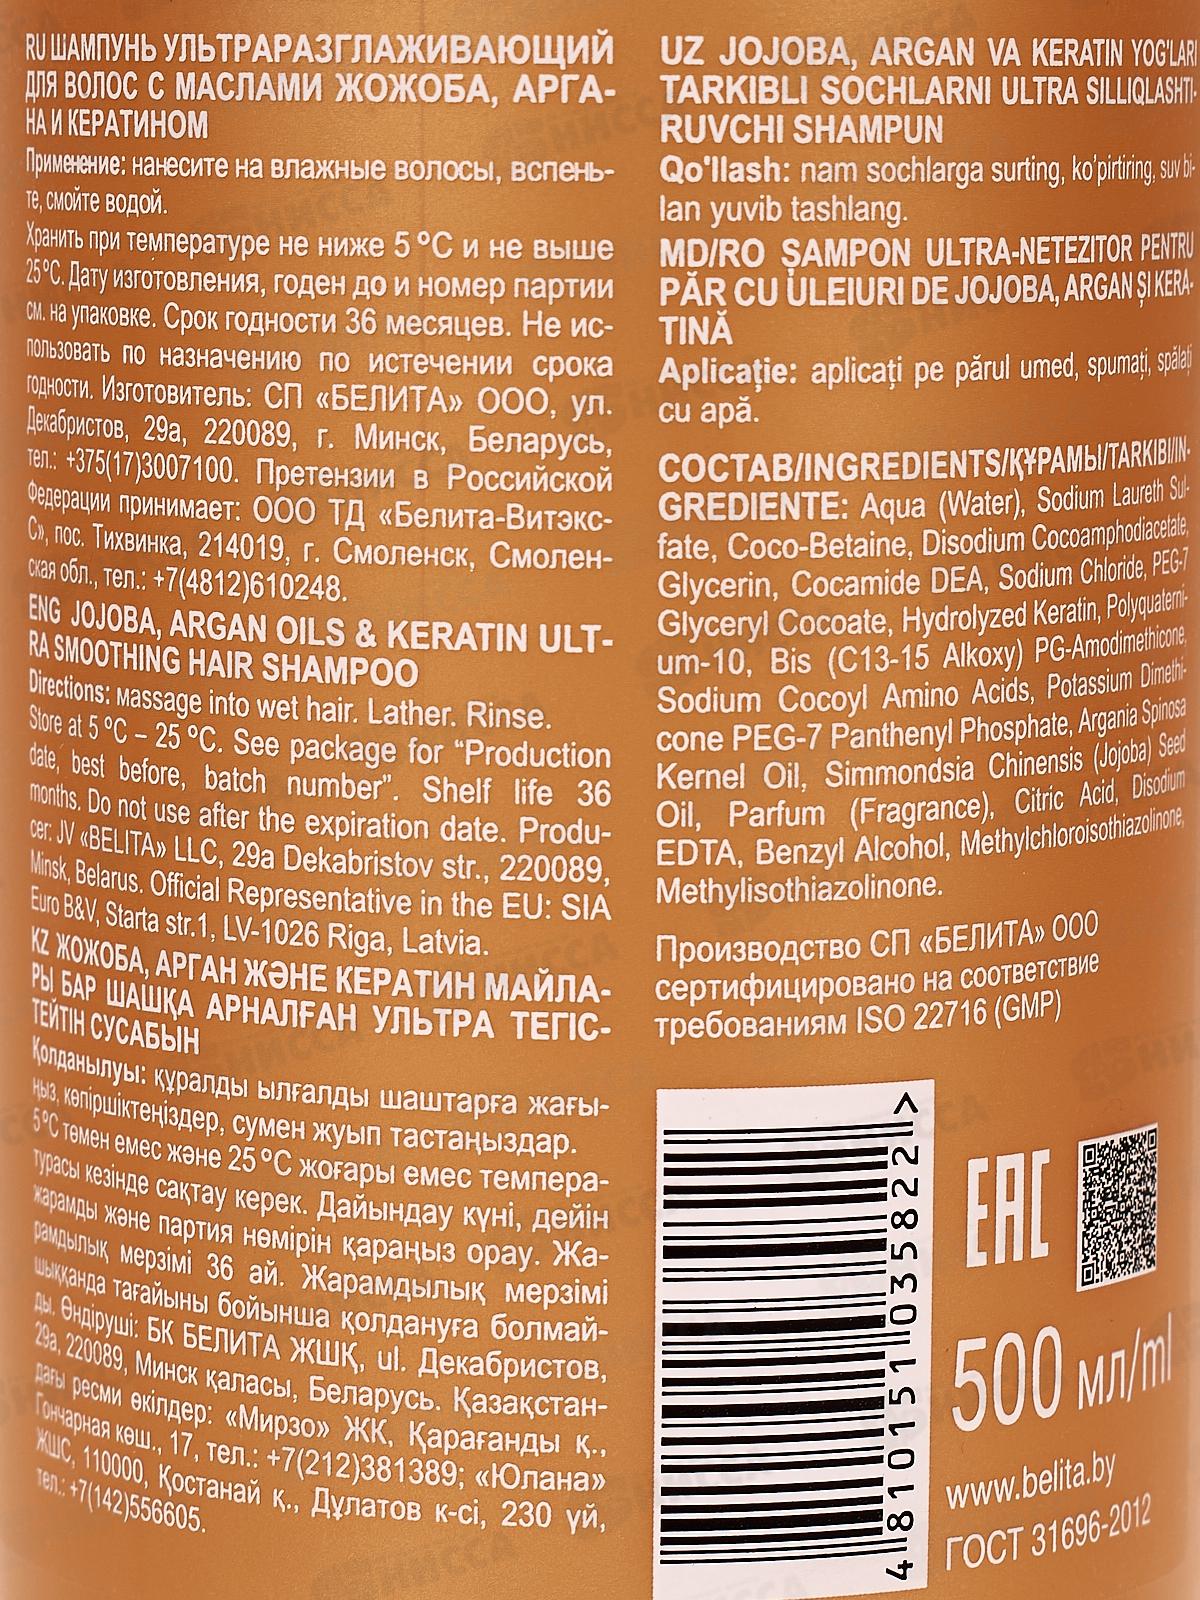 RU ШАМПУНЬ УЛЬТРАРАЗГЛАЖИВАЮЩИЙ
ДЛЯ ВОЛОС С МАСЛАМИ ЖОЖОБА, АРГА-
НА И КЕРАТИНОМ
Применение: нанесите на влажные волосы, вспень-
те, смойте водой.
Хранить при температуре не ниже 5 °С и не выше
25 °С. Дату изготовления, годен до и номер партии
см. на упаковке. Срок годности 36 месяцев. Не ис-
пользовать по назначению по истечении срока
годности. Изготовитель: СП «БЕЛИТА» ООО, ул.
Декабристов, 29а, 220089, г. Минск, Беларусь,
тел.: +375(17)3007100. Претензии в Российской
Федерации принимает: ООО ТД «Белита-Витэкс-
С», пос. Тихвинка, 214019, г. Смоленск, Смолен-
ская обл., тел.: +7(4812)610248.
ENG JOJOBA, ARGAN OILS & KERATIN ULT-
RA SMOOTHING HAIR SHAMPOO
Directions: massage into wet hair. Lather. Rinse.
Store at 5 °C – 25 °C. See package for “Production
date, best before, batch number”. Shelf life 36
months. Do not use after the expiration date. Produ-
cer: JV «BELITA» LLC, 29a Dekabristov str., 220089,
Minsk, Belarus. Official Representative in the EU: SIA
Euro B&V, Starta str.1, LV-1026 Riga, Latvia.
KZ ЖОЖОБА, АРГАН ЖӘНЕ КЕРАТИН МАЙЛА-
РЫ БАР ШАШҚА АРНАЛҒАН УЛЬТРА ТЕГІС-
ТЕЙТІН СУСАБЫН
Қолданылуы: құралды ылғалды шаштарға жағы-
ңыз, көпіршіктеңіздер, сумен жуып тастаңыздар.
5 °С төмен емес және 25 °С жоғары емес темпера-
турасы кезінде сақтау керек. Дайындау күні, дейін
жарамды және партия нөмірін қараңыз орау. Жа-
рамдылық мерзімі 36 ай. Жарамдылық мерзімі
шыққанда тағайыны бойынша қолдануға болмай-
ды. Өндіруші: БК БЕЛИТА ЖШҚ, ul. Декабристов,
29а, 220089, Минск қаласы, Беларусь. Қазақстан-
дағы ресми өкілдер: «Мирзо» ЖК, Қарағанды қ.,
Гончарная көш., 17, тел.: +7(212)381389; «Юлана»
ЖШС, 110000, Қостанай қ., Дұлатов к-сі, 230 үй,
тел.: +7(142)556605.
UZ JOJOBA, ARGAN VA KERATIN YOG'LARI
TARKIBLI SOCHLARNI ULTRA SILLIQLASHTI-
RUVCHI SHAMPUN
Qo'llash: nam sochlarga surting, ko'pirtiring, suv bi-
lan yuvib tashlang.
MD/RO ȘAMPON ULTRA-NETEZITOR PENTRU
PĂR CU ULEIURI DE JOJOBA, ARGAN ȘI KERA-
TINĂ
Aplicație: aplicați pe părul umed, spumați, spălați
cu apă.
СОСТАВ/INGREDIENTS/ҚҰРАМЫ/TARKIBI/IN-
GREDIENTE: Aqua (Water), Sodium Laureth Sul-
fate, Coco-Betaine, Disodium Cocoamphodiacetate,
Glycerin, Cocamide DEA, Sodium Chloride, PEG-7
Glyceryl Cocoate, Hydrolyzed Keratin, Polyquaterni-
um-10, Bis (C13-15 Alkoxy) PG-Amodimethicone,
Sodium Cocoyl Amino Acids, Potassium Dimethi-
cone PEG-7 Panthenyl Phosphate, Argania Spinosa
Kernel Oil, Simmondsia Chinensis (Jojoba) Seed
Oil, Parfum (Fragrance), Citric Acid, Disodium
EDTA, Benzyl Alcohol, Methylchloroisothiazolinone,
Methylisothiazolinone.
Производство СП «БЕЛИТА» ООО
сертифицировано на соответствие
требованиям ISO 22716 (GMP)
4 810151 035822 >
EAC
500 мл/ml
www.belita.by
ГОСТ 31696-2012